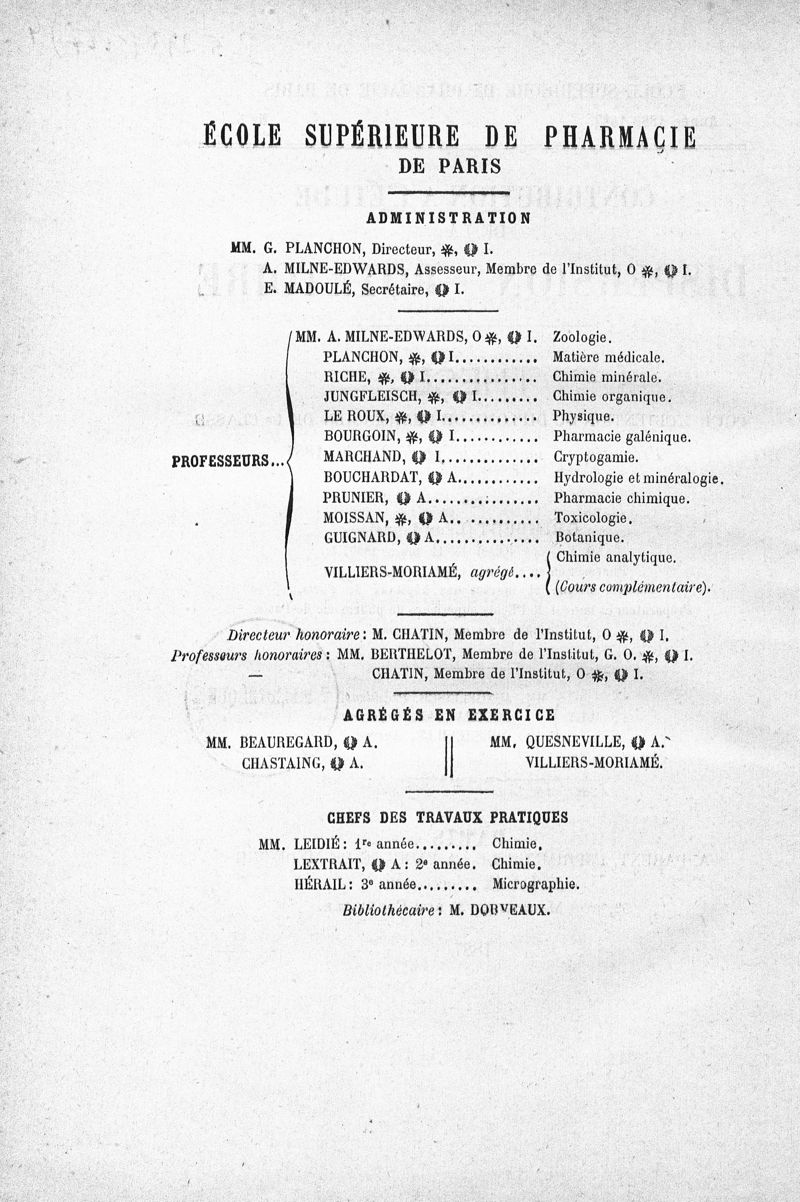 ÉCOLE SUPÉRIEURE DE PHARMACIE
DE PARIS
ADMINISTRATION
MM. G. PLANCHON, Directeur, ✻, ❦ I.
A. MILNE-EDWARDS, Assesseur, Membre de l'Institut, O ✻, ❦ I.
E. MADOULÉ, Secrétaire, ❦ I.
MM. A. MILNE-EDWARDS, O ✻, ❦ I. Zoologie.
PLANCHON, ✻, ❦ I............ Matière médicale.
RICHE, ✻, ❦ I................ Chimie minérale.
JUNGFLEISCH, ✻, ❦ I......... Chimie organique.
LE ROUX, ✻, ❦ I.............. Physique.
BOURGOIN, ✻, ❦ I............ Pharmacie galénique.
PROFESSEURS... MARCHAND, ❦ I............. Cryptogamie.
BOUCHARDAT, ❦ A............ Hydrologie et minéralogie.
PRUNIER, ❦ A................. Pharmacie chimique.
MOISSAN, ✻, ❦ A.. .......... Toxicologie.
GUIGNARD, ❦ A............... Botanique.
VILLIERS-MORIAMÉ, agrégé.... Chimie analytique.
(Cours complémentaire).
Directeur honoraire : M. CHATIN, Membre de l'Institut, O ✻, ❦ I.
Professeurs honoraires : MM. BERTHELOT, Membre de l'Institut, G. O. ✻, ❦ I.
— CHATIN, Membre de l'Institut, O ✻, ❦ I.
AGRÉGÉS EN EXERCICE
MM. BEAUREGARD, ❦ A. MM. QUESNEVILLE, ❦ A.
CHASTAING, ❦ A. VILLIERS-MORIAMÉ.
CHEFS DES TRAVAUX PRATIQUES
MM. LEIDIÉ : 1re année......... Chimie.
LEXTRAIT, ❦ A : 2e année. Chimie.
HÉRAIL : 3e année......... Micrographie.
Bibliothécaire : M. DORVEAUX.